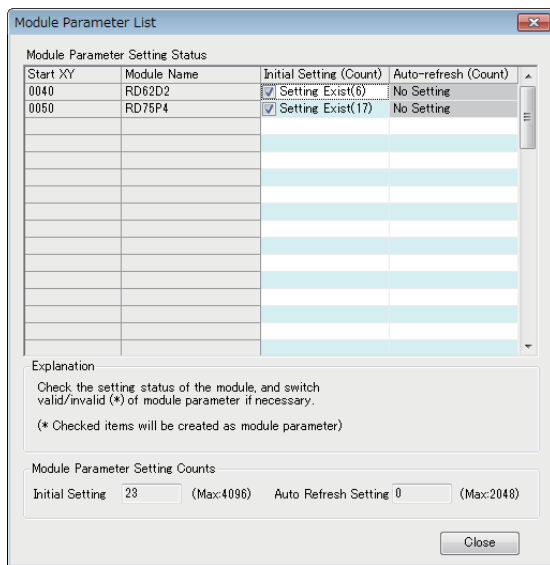 Module Parameter List
Module Parameter Setting Status
Start XY Module Name Initial Setting (Count) Auto-refresh (Count)
0040 RD62D2 Setting Exist(6) No Setting
0050 RD75P4 Setting Exist(17) No Setting
Explanation
Check the setting status of the module, and switch
valid/invalid (*) of module parameter if necessary.
(* Checked items will be created as module parameter)
Module Parameter Setting Counts
Initial Setting 23 (Max:4096) Auto Refresh Setting 0 (Max:2048)
Close